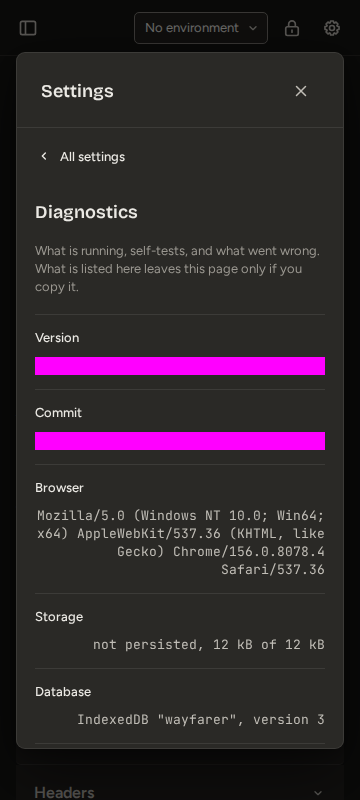 No environment
Settings
All settings
Diagnostics
What is running, self-tests, and what went wrong.
What is listed here leaves this page only if you
copy it.
Version
Commit
Browser
Mozilla/5.0 (Windows NT 10.0; Win64;
x64) AppleWebKit/537.36 (KHTML, like
Gecko) Chrome/156.0.8078.4
Safari/537.36
Storage
not persisted, 12 kB of 12 kB
Database
IndexedDB "wayfarer", version 3
Headers